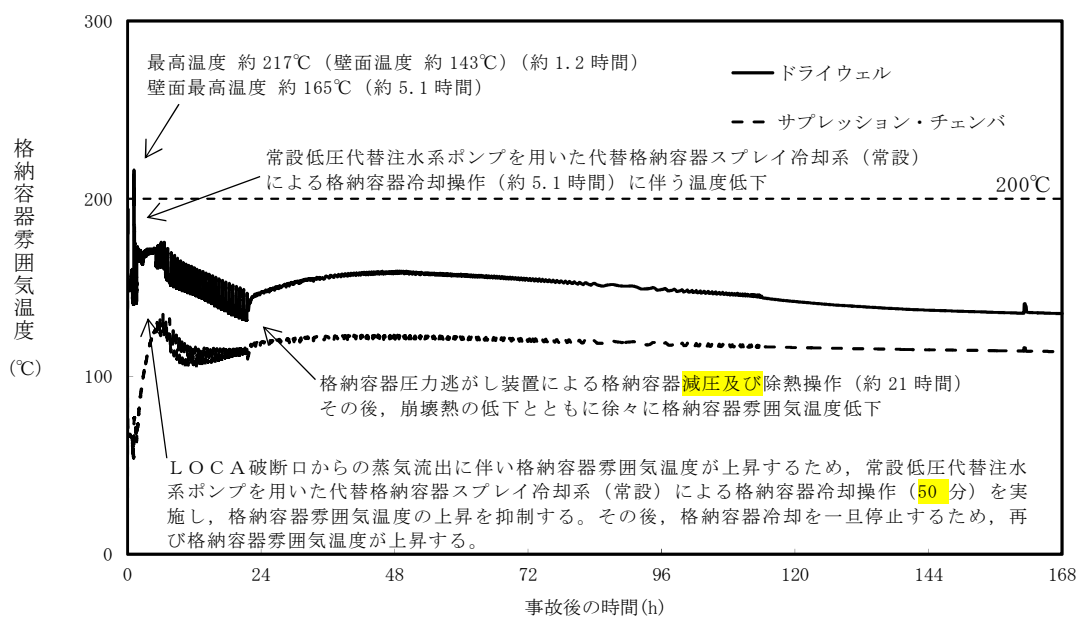 300
最高温度 約 217℃（壁面温度 約 143℃）（約 1.2 時間）
壁面最高温度 約 165℃（約 5.1 時間）
ドライウェル
サプレッション・チェンバ
常設低圧代替注水系ポンプを用いた代替格納容器スプレイ冷却系（常設）
による格納容器冷却操作（約 5.1 時間）に伴う温度低下
200℃
200
格納容器雰囲気温度
(℃)
100
格納容器圧力逃がし装置による格納容器減圧及び除熱操作（約 21 時間）
その後，崩壊熱の低下とともに徐々に格納容器雰囲気温度低下
ＬＯＣＡ破断口からの蒸気流出に伴い格納容器雰囲気温度が上昇するため，常設低圧代替注水
系ポンプを用いた代替格納容器スプレイ冷却系（常設）による格納容器冷却操作（50 分）を実
施し，格納容器雰囲気温度の上昇を抑制する。その後，格納容器冷却を一旦停止するため，再
び格納容器雰囲気温度が上昇する。
0
0 24 48 72 96 120 144 168
事故後の時間(h)